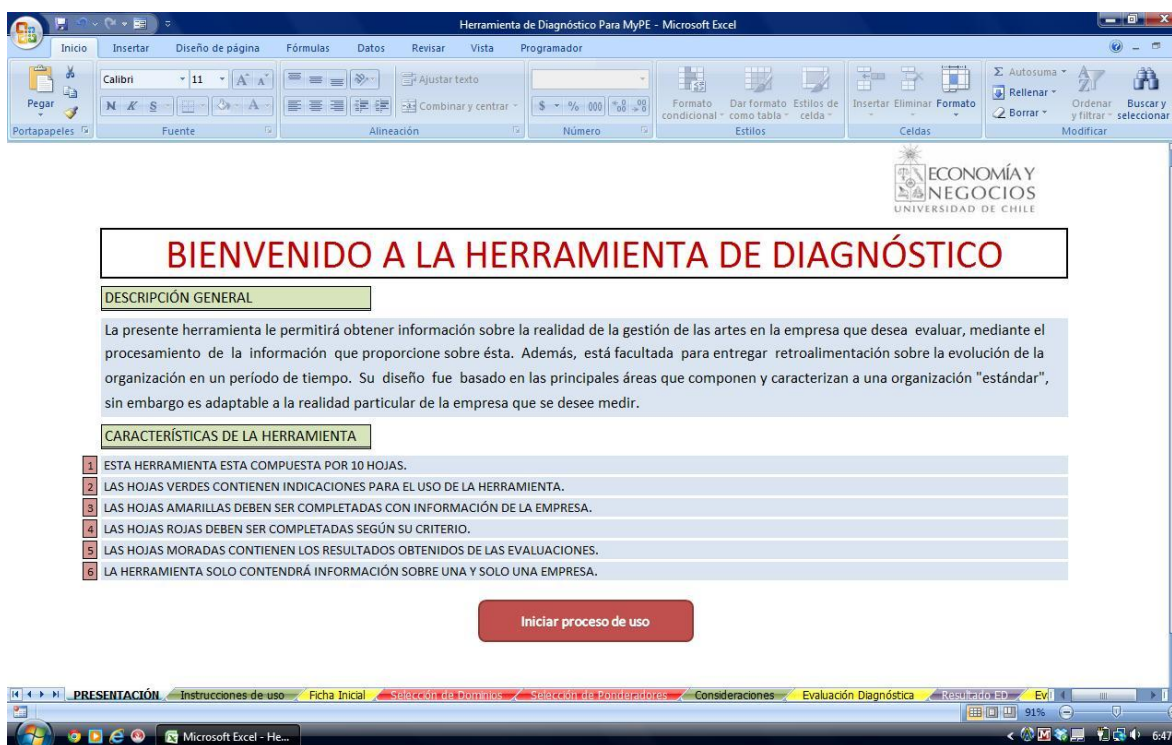 Herramienta de Diagnóstico Para MyPE - Microsoft Excel
Inicio Insertar Diseño de página Fórmulas Datos Revisar Vista Programador
Pegar
Calibri 11
Ajustar texto
Combinar y centrar
N K S
$ % 000
Formato condicional
Dar formato como tabla
Estilos de celda
Insertar Eliminar Formato
Autosuma
Rellenar
Borrar
Ordenar y filtrar
Buscar y seleccionar
Portapapeles Fuente Alineación Número Estilos Celdas Modificar
ECONOMÍA Y
NEGOCIOS
UNIVERSIDAD DE CHILE
BIENVENIDO A LA HERRAMIENTA DE DIAGNÓSTICO
DESCRIPCIÓN GENERAL
La presente herramienta le permitirá obtener información sobre la realidad de la gestión de las artes en la empresa que desea evaluar, mediante el
procesamiento de la información que proporcione sobre ésta. Además, está facultada para entregar retroalimentación sobre la evolución de la
organización en un período de tiempo. Su diseño fue basado en las principales áreas que componen y caracterizan a una organización "estándar",
sin embargo es adaptable a la realidad particular de la empresa que se desee medir.
CARACTERÍSTICAS DE LA HERRAMIENTA
1 ESTA HERRAMIENTA ESTA COMPUESTA POR 10 HOJAS.
2 LAS HOJAS VERDES CONTIENEN INDICACIONES PARA EL USO DE LA HERRAMIENTA.
3 LAS HOJAS AMARILLAS DEBEN SER COMPLETADAS CON INFORMACIÓN DE LA EMPRESA.
4 LAS HOJAS ROJAS DEBEN SER COMPLETADAS SEGÚN SU CRITERIO.
5 LAS HOJAS MORADAS CONTIENEN LOS RESULTADOS OBTENIDOS DE LAS EVALUACIONES.
6 LA HERRAMIENTA SOLO CONTENDRÁ INFORMACIÓN SOBRE UNA Y SOLO UNA EMPRESA.
Iniciar proceso de uso
PRESENTACIÓN Instrucciones de uso Ficha Inicial Selección de Dominios Selección de Ponderadores Consideraciones Evaluación Diagnóstica Resultado ED
91%
Microsoft Excel - He... 6:47